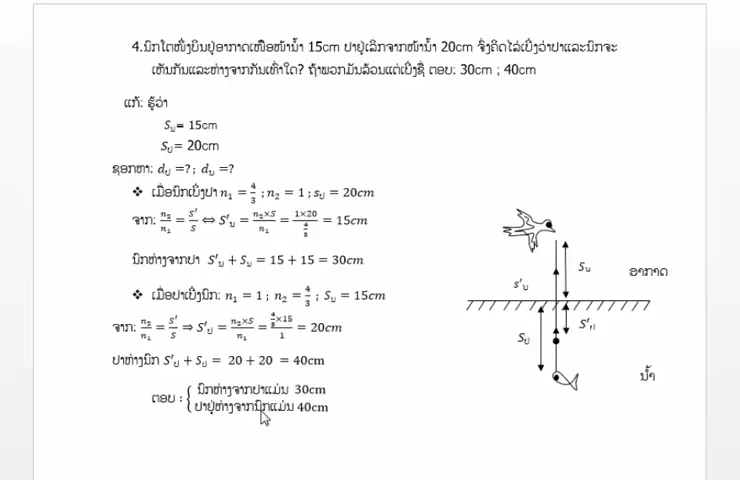 4.ນົກໂຕໜຶ່ງບິນຢູ່ອາກາດເໜືອໜ້ານ້ຳ 15cm ປາຢູ່ເລິກຈາກໜ້ານ້ຳ 20cm ຈົ່ງຄິດໄລ່ເບິ່ງວ່າປາແລະນົກຈະ
ເຫັນກັນແລະຫ່າງຈາກກັນເທົ່າໃດ? ຖ້າພວກມັນລ້ວນແຕ່ເບິ່ງຊື່ ຕອບ: 30cm ; 40cm
ແກ້: ຮູ້ວ່າ
Sນ= 15cm
Sປ= 20cm
ຊອກຫາ: dປ =?; dນ =?
❖ ເມື່ອນົກເບິ່ງປາ n₁ = 4/3 ; n₂ = 1 ; sປ = 20cm
ຈາກ: n₂/n₁ = S'/S ⇔ S'ນ = n₂×S/n₁ = 1×20/(4/3) = 15cm
ນົກຫ່າງຈາກປາ S'ນ + Sນ = 15 + 15 = 30cm
❖ ເມື່ອປາເບິ່ງນົກ: n₁ = 1 ; n₂ = 4/3 ; Sນ = 15cm
ຈາກ: n₂/n₁ = S'/S ⇒ S'ປ = n₂×S/n₁ = (4/3×15)/1 = 20cm
ປາຫ່າງນົກ S'ປ + Sປ = 20 + 20 = 40cm
ຕອບ : { ນົກຫ່າງຈາກປາແມ່ນ 30cm
ປາຢູ່ຫ່າງຈາກນົກແມ່ນ 40cm
Sນ
ອາກາດ
s'ນ
S'ປ
Sປ
ນ້ຳ